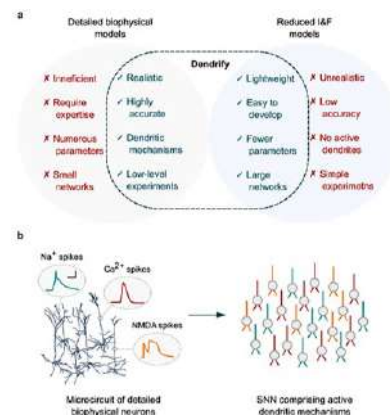 a
Detailed biophysical
models
Reduced I&F
models
Dendrify
✗ Inneficient
✓ Realistic
✓ Lightweight
✗ Unrealistic
✗ Require
expertise
✓ Highly
accurate
✓ Easy to
develop
✗ Low
accuracy
✗ Numerous
parameters
✓ Dendritic
mechanisms
✓ Fewer
parameters
✗ No active
dendrites
✗ Small
networks
✓ Low-level
experiments
✓ Large
networks
✗ Simple
experimetns
b
Na⁺ spikes
Ca²⁺ spikes
NMDA spikes
Microcircuit of detailed
biophysical neurons
SNN comprising active
dendritic mechanisms